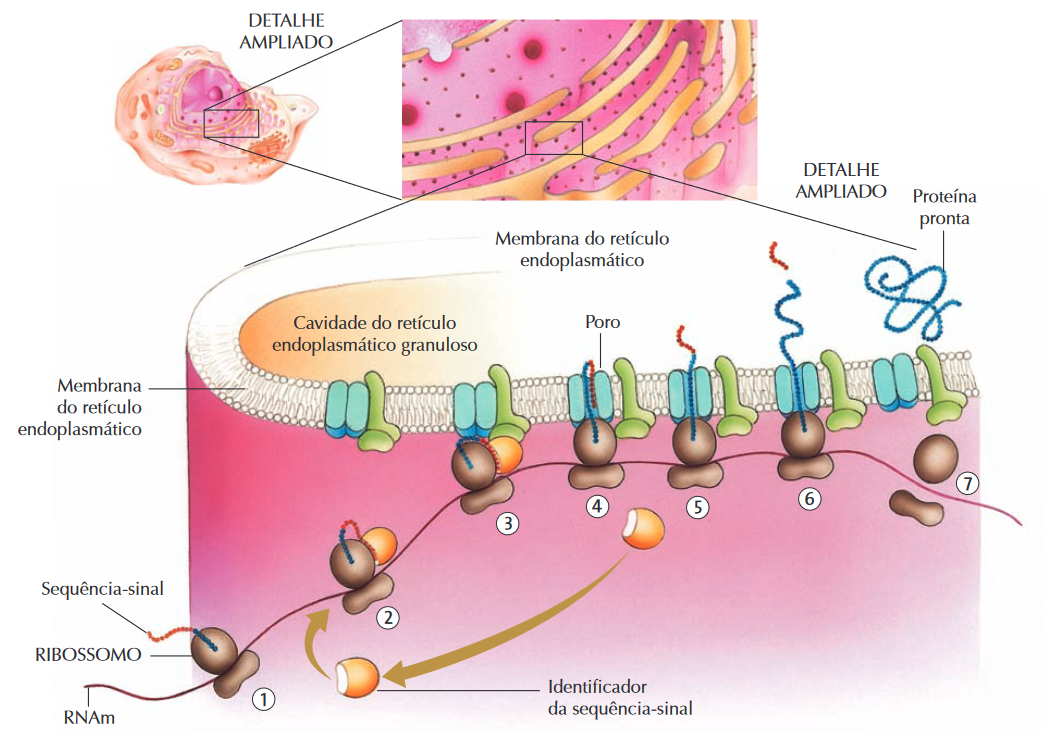 DETALHE
AMPLIADO
DETALHE
AMPLIADO
Proteína
pronta
Membrana do retículo
endoplasmático
Cavidade do retículo
endoplasmático granuloso
Poro
Membrana
do retículo
endoplasmático
7
6
5
4
3
2
Sequência-sinal
RIBOSSOMO
1
Identificador
da sequência-sinal
RNAm